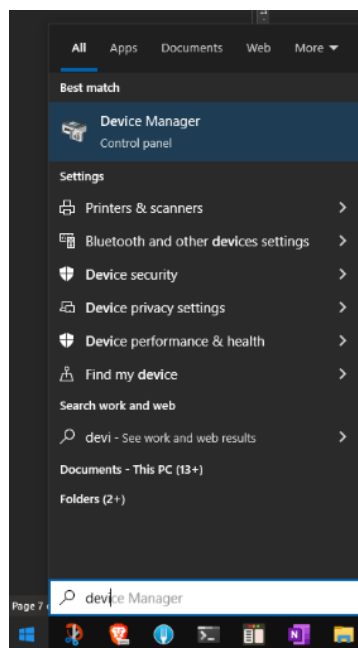 All Apps Documents Web More
Best match
Device Manager
Control panel
Settings
Printers & scanners
Bluetooth and other devices settings
Device security
Device privacy settings
Device performance & health
Find my device
Search work and web
devi - See work and web results
Documents - This PC (13+)
Folders (2+)
device Manager
Page 7